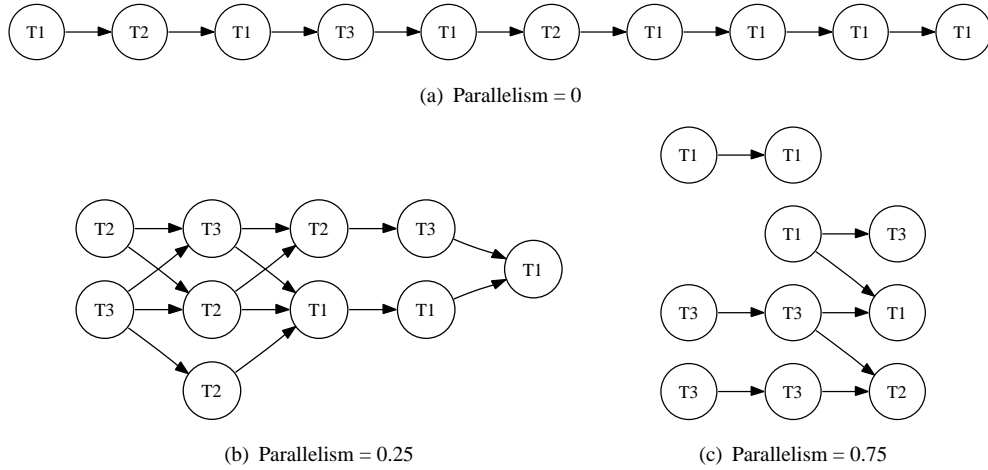 T1 T2 T1 T3 T1 T2 T1 T1 T1 T1
(a) Parallelism = 0
T2 T3 T2 T3
T1
T3 T2 T1 T1
T2
(b) Parallelism = 0.25
T1 T1
T1 T3
T3 T3 T1
T3 T3 T2
(c) Parallelism = 0.75